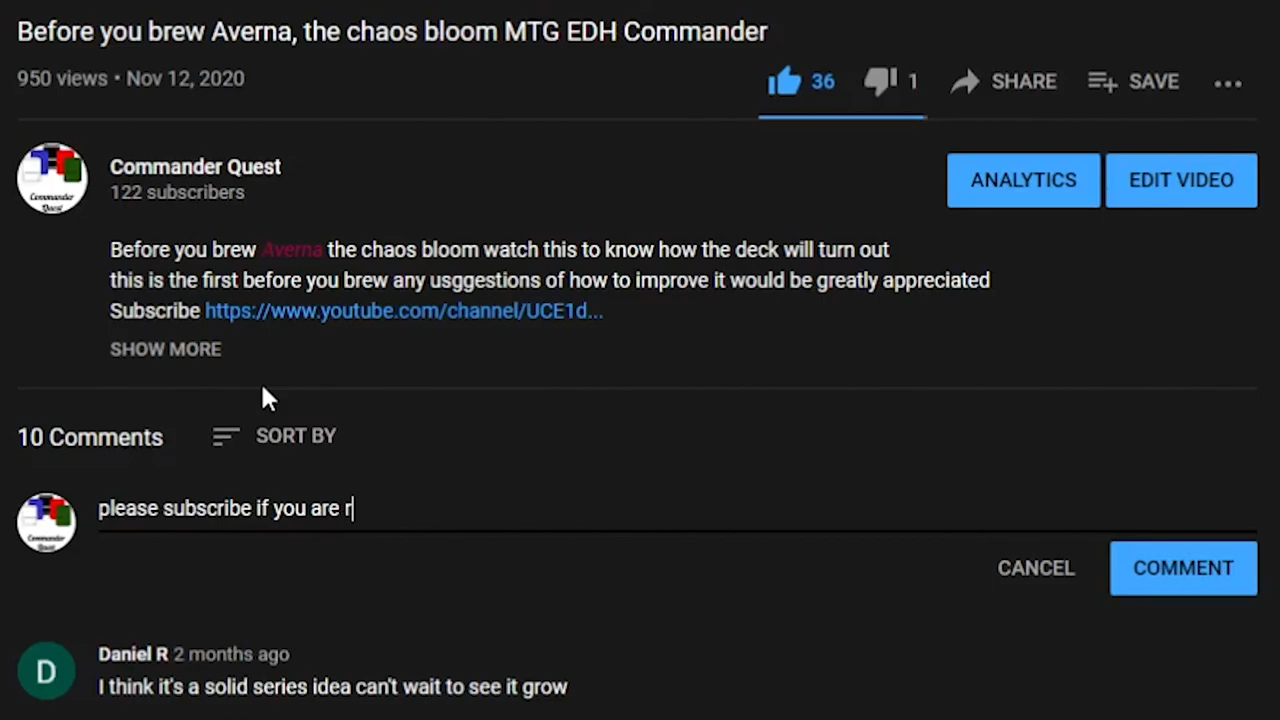 Before you brew Averna, the chaos bloom MTG EDH Commander
950 views • Nov 12, 2020
36
1
SHARE
SAVE
Commander Quest
122 subscribers
ANALYTICS
EDIT VIDEO
Before you brew Averna the chaos bloom watch this to know how the deck will turn out
this is the first before you brew any usggestions of how to improve it would be greatly appreciated
Subscribe https://www.youtube.com/channel/UCE1d...
SHOW MORE
10 Comments
SORT BY
please subscribe if you are r
CANCEL
COMMENT
D
Daniel R 2 months ago
I think it's a solid series idea can't wait to see it grow
Commander
Quest
Commander
Quest